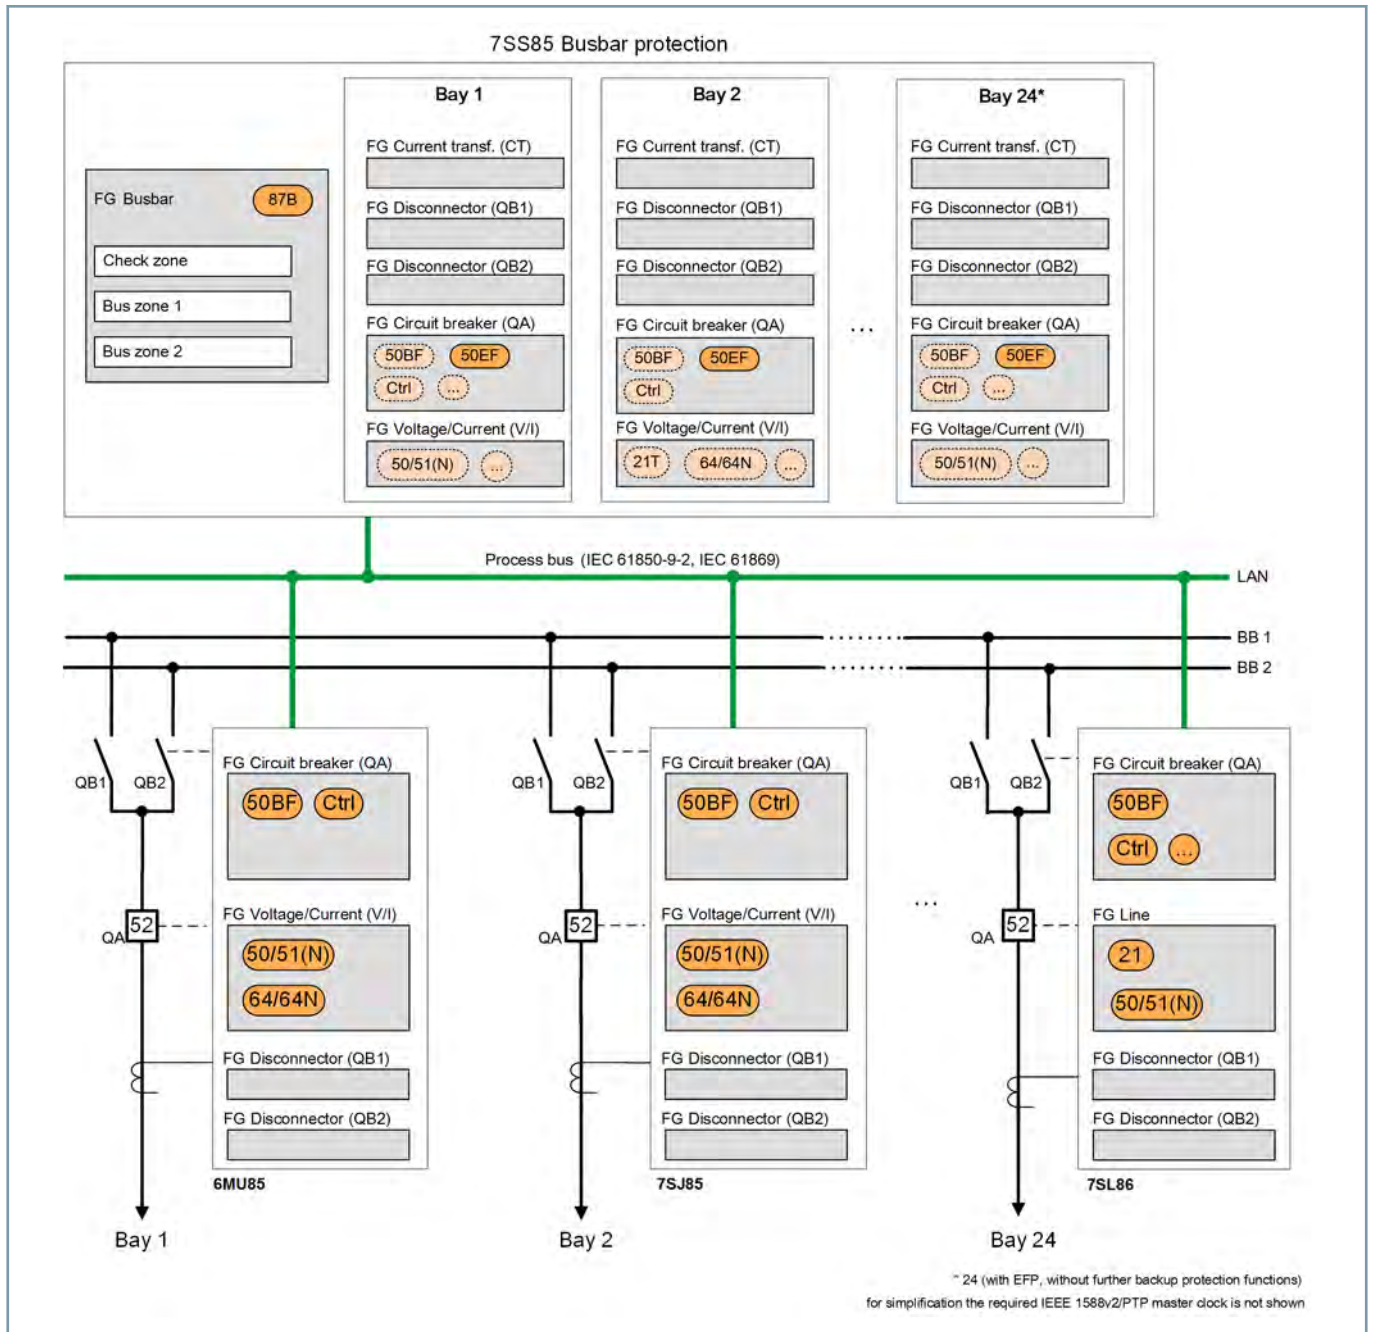 7SS85 Busbar protection
FG Busbar
87B
Check zone
Bus zone 1
Bus zone 2
Bay 1
FG Current transf. (CT)
FG Disconnector (QB1)
FG Disconnector (QB2)
FG Circuit breaker (QA)
50BF 50EF
Ctrl ...
FG Voltage/Current (V/I)
50/51(N) ...
Bay 2
FG Current transf. (CT)
FG Disconnector (QB1)
FG Disconnector (QB2)
FG Circuit breaker (QA)
50BF 50EF
Ctrl
FG Voltage/Current (V/I)
21T 64/64N ...
...
Bay 24*
FG Current transf. (CT)
FG Disconnector (QB1)
FG Disconnector (QB2)
FG Circuit breaker (QA)
50BF 50EF
Ctrl ...
FG Voltage/Current (V/I)
50/51(N) ...
Process bus (IEC 61850-9-2, IEC 61869)
LAN
BB 1
BB 2
QB1 QB2
QA 52
FG Circuit breaker (QA)
50BF Ctrl
FG Voltage/Current (V/I)
50/51(N)
64/64N
FG Disconnector (QB1)
FG Disconnector (QB2)
6MU85
Bay 1
QB1 QB2
QA 52
FG Circuit breaker (QA)
50BF Ctrl
FG Voltage/Current (V/I)
50/51(N)
64/64N
FG Disconnector (QB1)
FG Disconnector (QB2)
7SJ85
Bay 2
...
QB1 QB2
QA 52
FG Circuit breaker (QA)
50BF
Ctrl ...
FG Line
21
50/51(N)
FG Disconnector (QB1)
FG Disconnector (QB2)
7SL86
Bay 24
* 24 (with EFP, without further backup protection functions)
for simplification the required IEEE 1588v2/PTP master clock is not shown